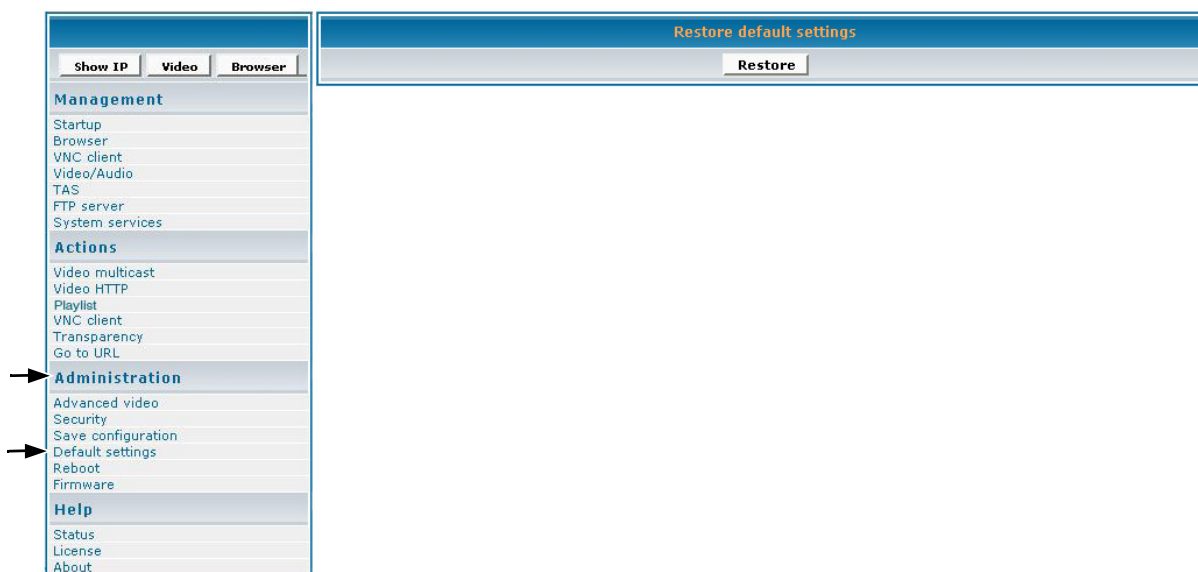 Restore default settings
Show IP Video Browser
Restore
Management
Startup
Browser
VNC client
Video/Audio
TAS
FTP server
System services
Actions
Video multicast
Video HTTP
Playlist
VNC client
Transparency
Go to URL
Administration
Advanced video
Security
Save configuration
Default settings
Reboot
Firmware
Help
Status
License
About